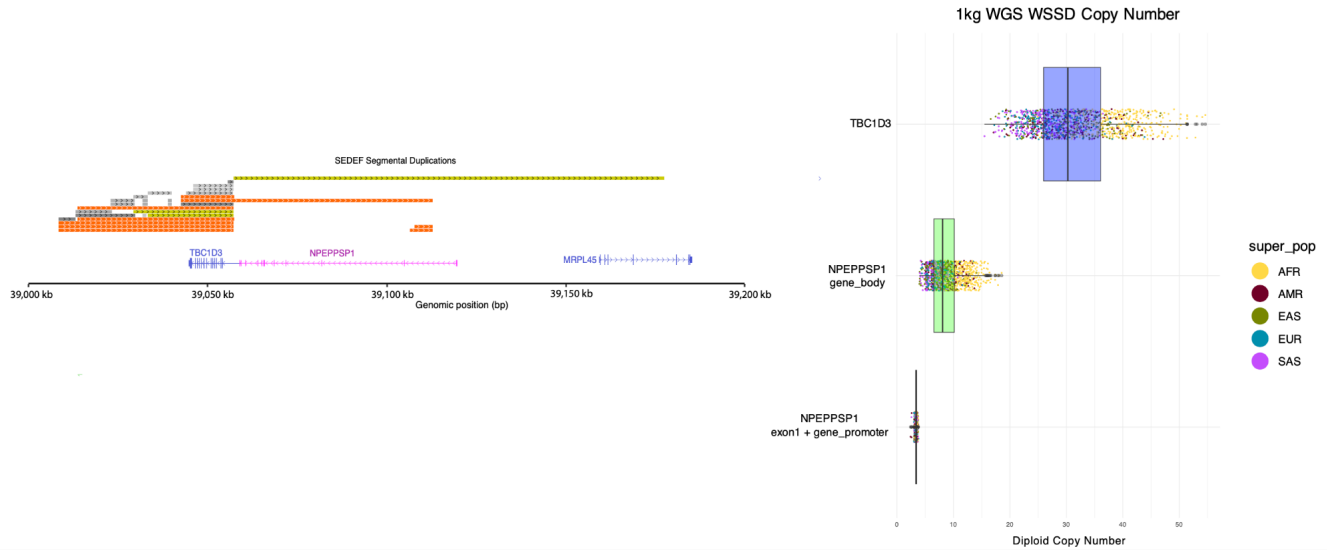 1kg WGS WSSD Copy Number
SEDEF Segmental Duplications
TBC1D3
NPEPPSP1
MRPL45
39,000 kb
39,050 kb
39,100 kb
39,150 kb
39,200 kb
Genomic position (bp)
TBC1D3
NPEPPSP1
gene_body
NPEPPSP1
exon1 + gene_promoter
0
10
20
30
40
50
Diploid Copy Number
super_pop
AFR
AMR
EAS
EUR
SAS